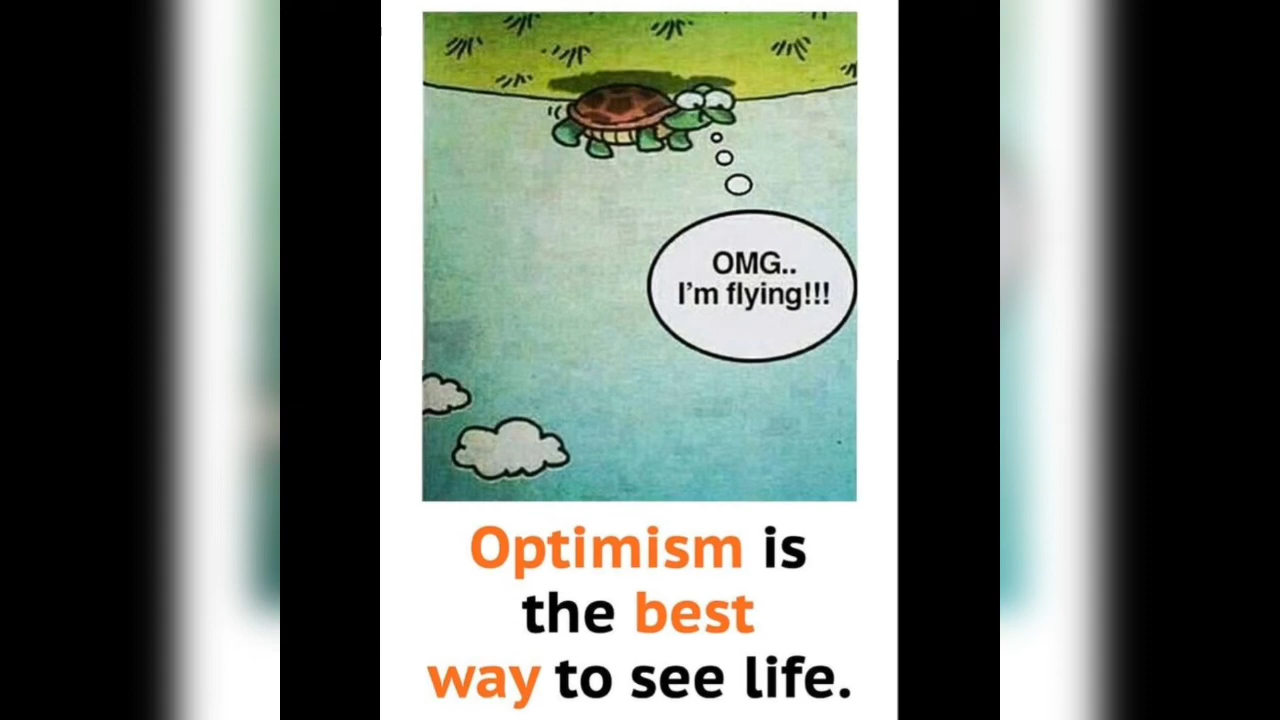 OMG..
I'm flying!!!
Optimism is
the best
way to see life.